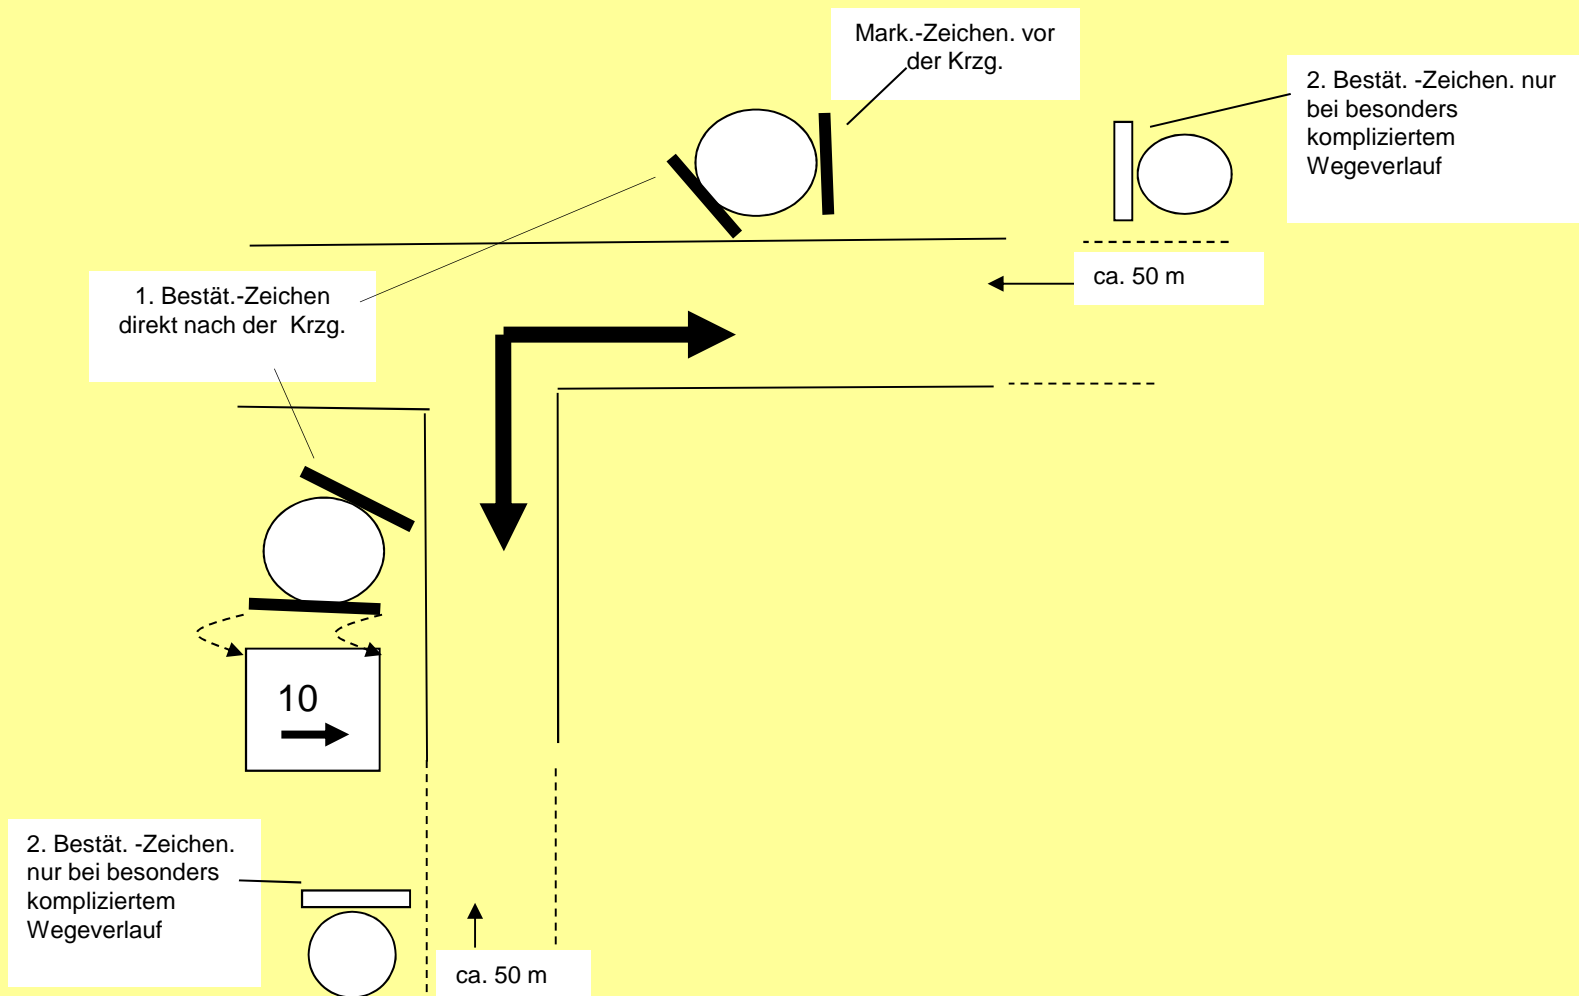 Mark.-Zeichen. vor
der Krzg.
2. Bestät. -Zeichen. nur
bei besonders
kompliziertem
Wegeverlauf
1. Bestät.-Zeichen
direkt nach der Krzg.
ca. 50 m
10
2. Bestät. -Zeichen.
nur bei besonders
kompliziertem
Wegeverlauf
ca. 50 m